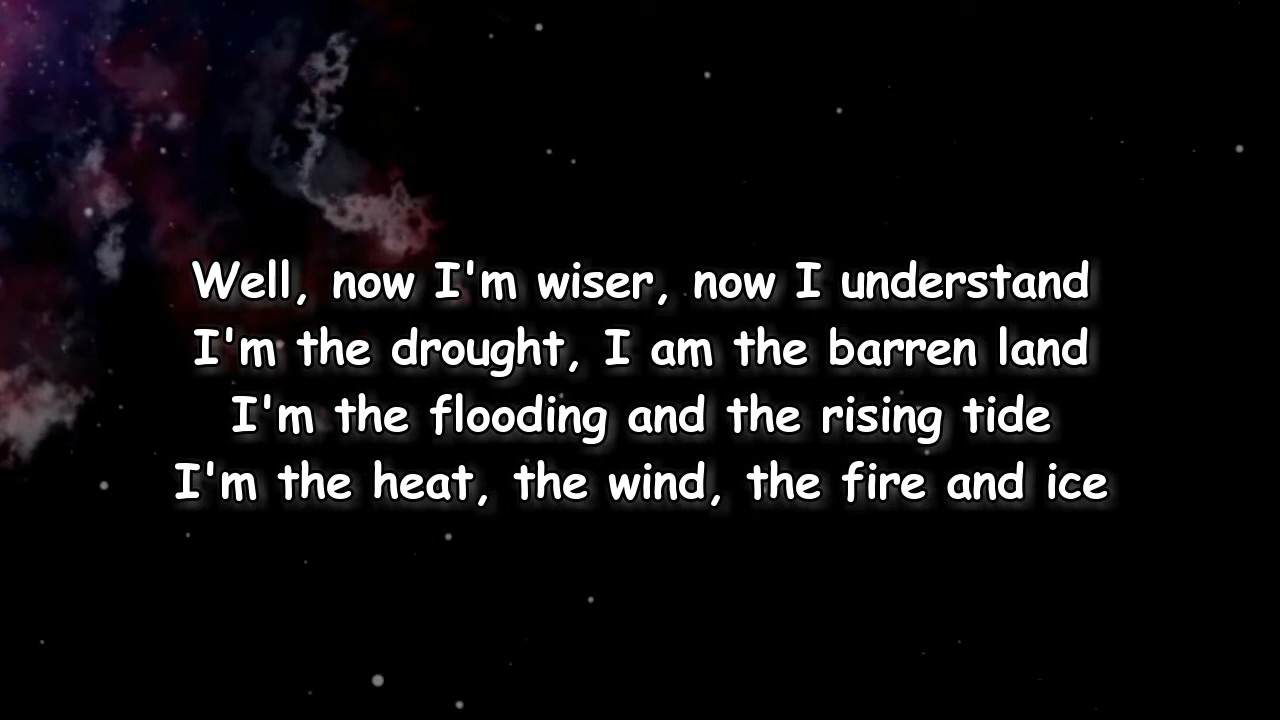 Well, now I'm wiser, now I understand
I'm the drought, I am the barren land
I'm the flooding and the rising tide
I'm the heat, the wind, the fire and ice